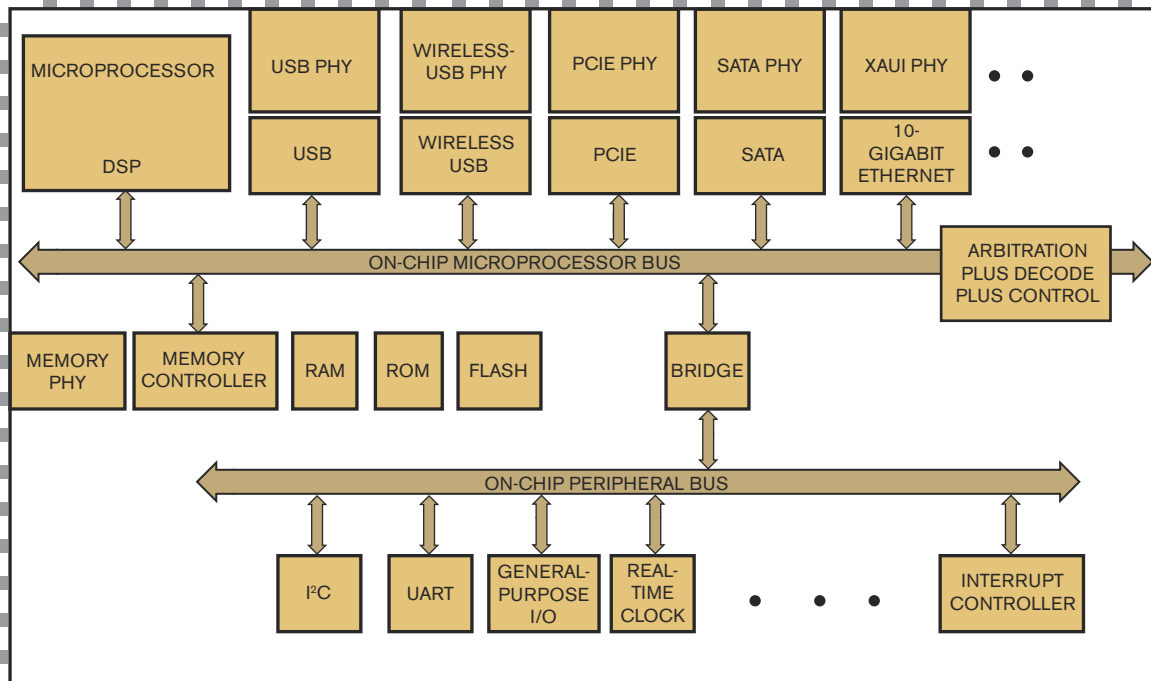 MICROPROCESSOR
DSP
USB PHY
WIRELESS-
USB PHY
PCIE PHY
SATA PHY
XAUI PHY
USB
WIRELESS
USB
PCIE
SATA
10-
GIGABIT
ETHERNET
ON-CHIP MICROPROCESSOR BUS
ARBITRATION
PLUS DECODE
PLUS CONTROL
MEMORY
PHY
MEMORY
CONTROLLER
RAM
ROM
FLASH
BRIDGE
ON-CHIP PERIPHERAL BUS
I²C
UART
GENERAL-
PURPOSE
I/O
REAL-
TIME
CLOCK
INTERRUPT
CONTROLLER